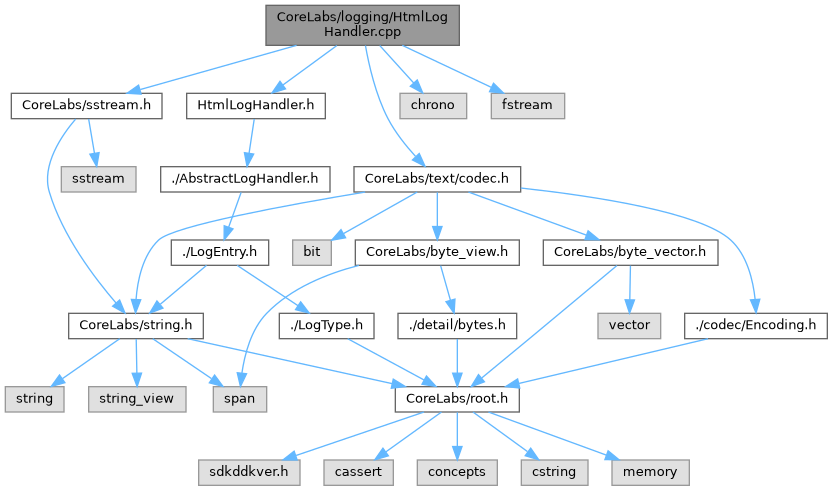 CoreLabs/logging/HtmlLog
Handler.cpp
CoreLabs/sstream.h
HtmlLogHandler.h
chrono
fstream
sstream
./AbstractLogHandler.h
CoreLabs/text/codec.h
./LogEntry.h
bit
CoreLabs/byte_view.h
CoreLabs/byte_vector.h
CoreLabs/string.h
./LogType.h
./detail/bytes.h
vector
./codec/Encoding.h
string
string_view
span
CoreLabs/root.h
sdkddkver.h
cassert
concepts
cstring
memory